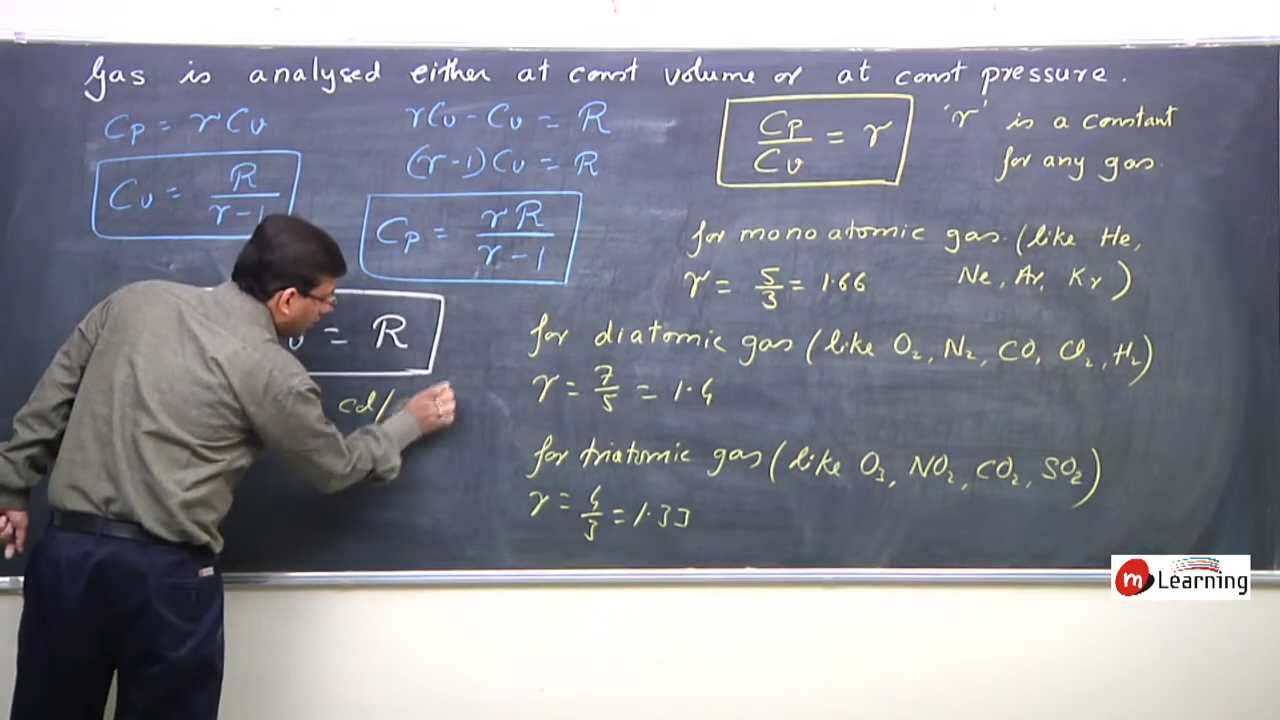 Gas is analysed either at const volume or at const pressure.
Cp = γCv
Cv = R/γ-1
γCv - Cv = R
(γ-1)Cv = R
Cp = γR/γ-1
= R
Cp/Cv = γ
'γ' is a constant
for any gas.
for mono atomic gas. (like He,
Ne, Ar, Kr)
γ = 5/3 = 1.66
for diatomic gas (like O₂, N₂, CO, Cl₂, H₂)
γ = 7/5 = 1.4
for triatomic gas (like O₃, NO₂, CO₂, SO₂)
γ = 4/3 = 1.33
m Learning